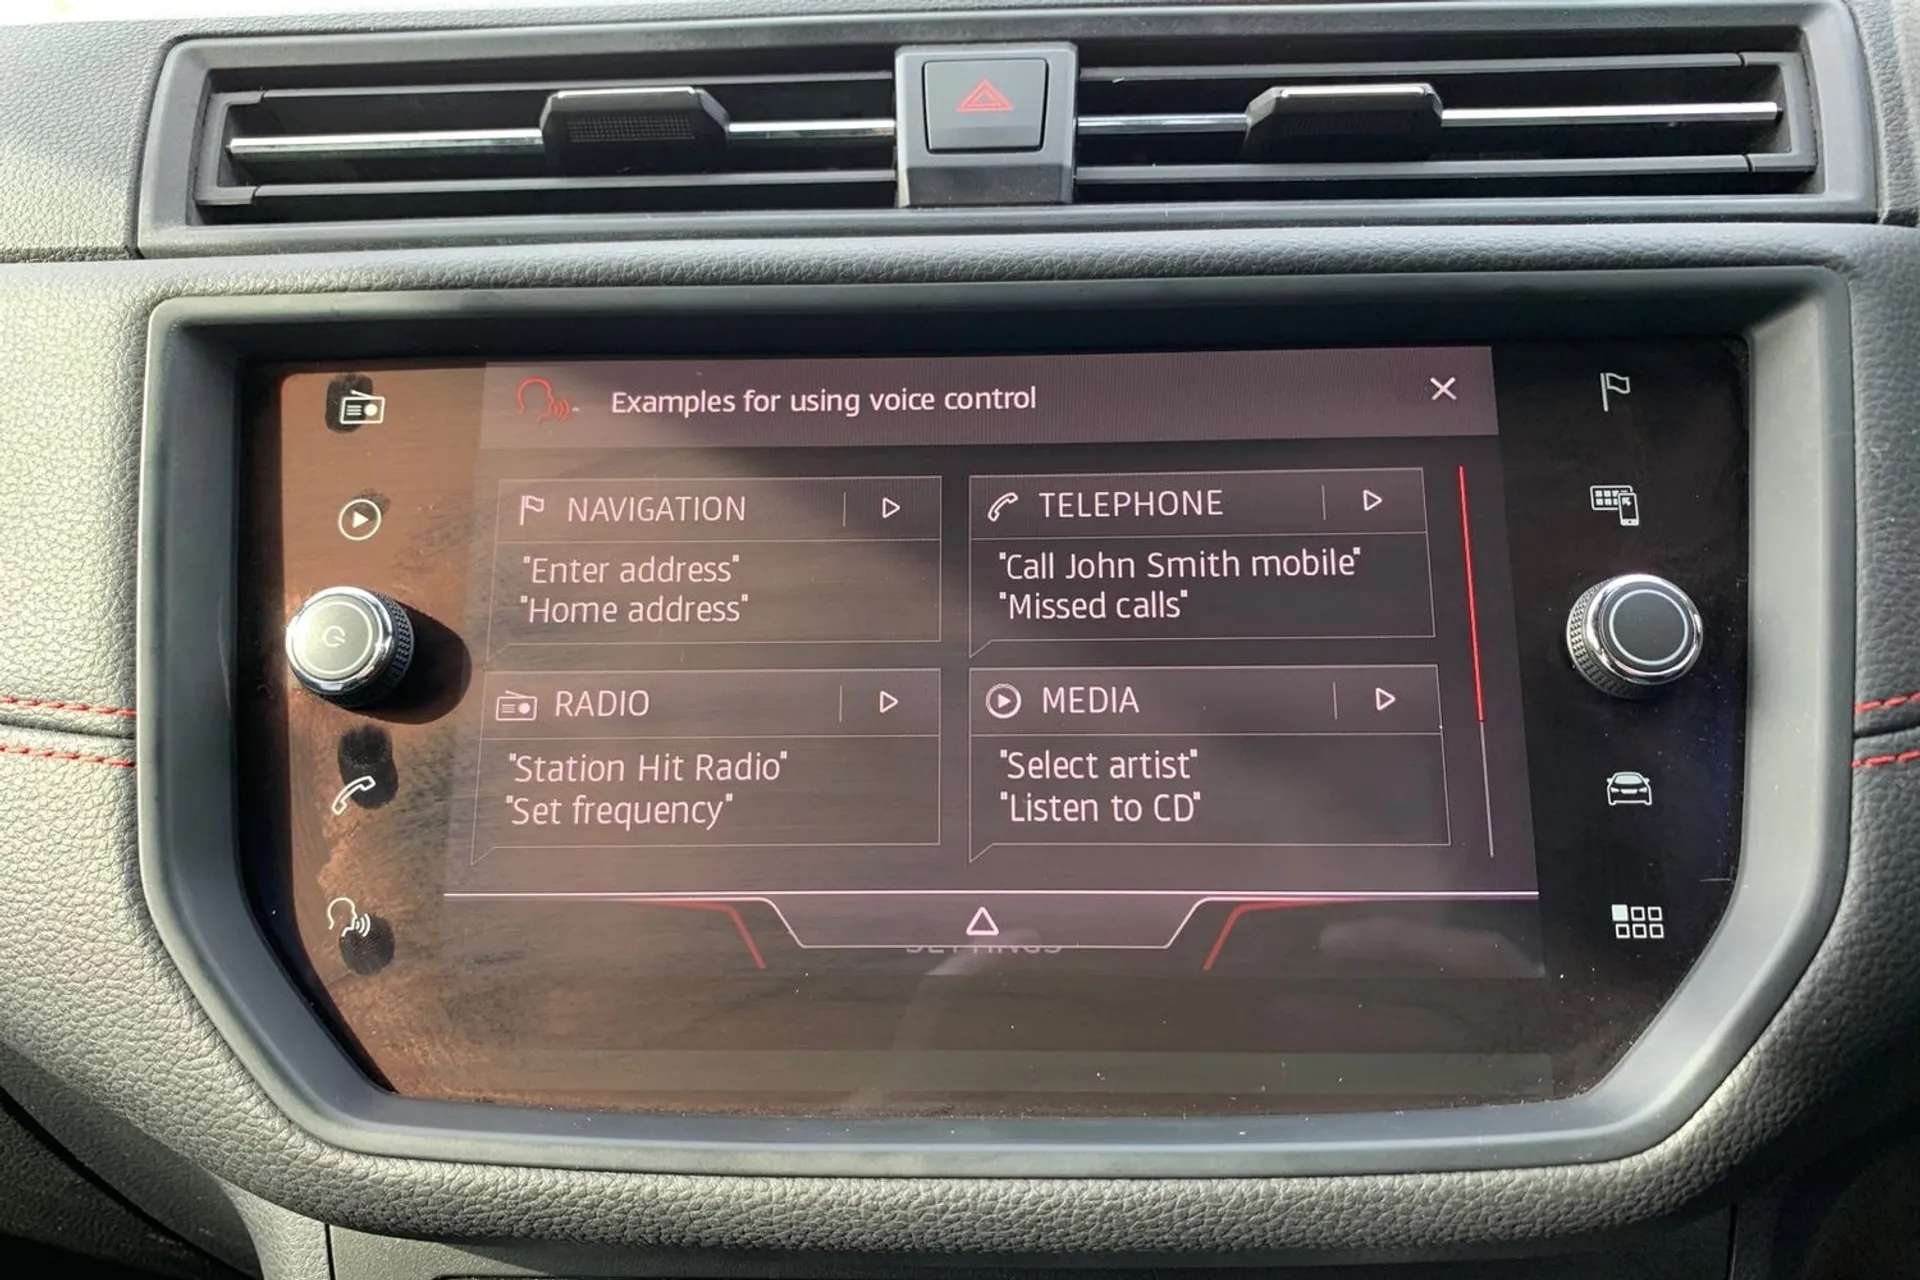 Examples for using voice control
NAVIGATION
"Enter address"
"Home address"
TELEPHONE
"Call John Smith mobile"
"Missed calls"
RADIO
"Station Hit Radio"
"Set frequency"
MEDIA
"Select artist"
"Listen to CD"
SETTINGS